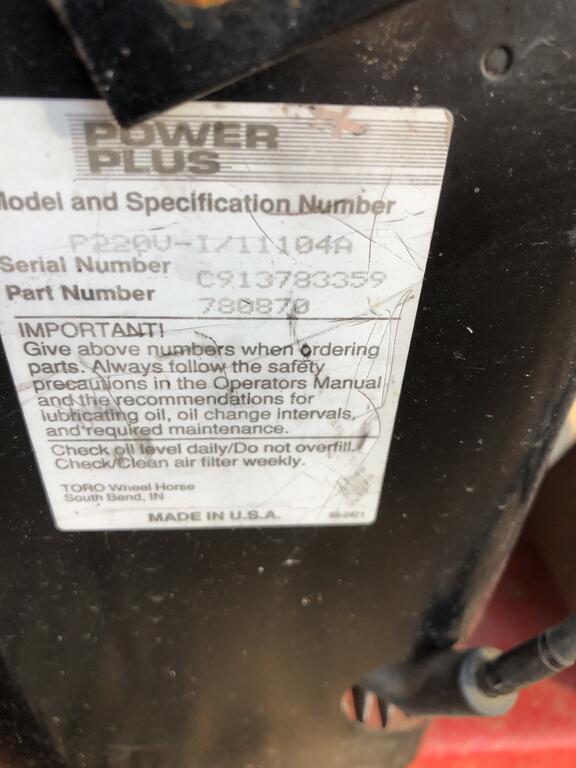 POWER
PLUS
Model and Specification Number
P220V-I/11104A
Serial Number C913783359
Part Number 780870
IMPORTANT!
Give above numbers when ordering
parts. Always follow the safety
precautions in the Operators Manual
and the recommendations for
lubricating oil, oil change intervals,
and required maintenance.
Check oil level daily/Do not overfill.
Check/Clean air filter weekly.
TORO Wheel Horse
South Bend, IN
MADE IN U.S.A.